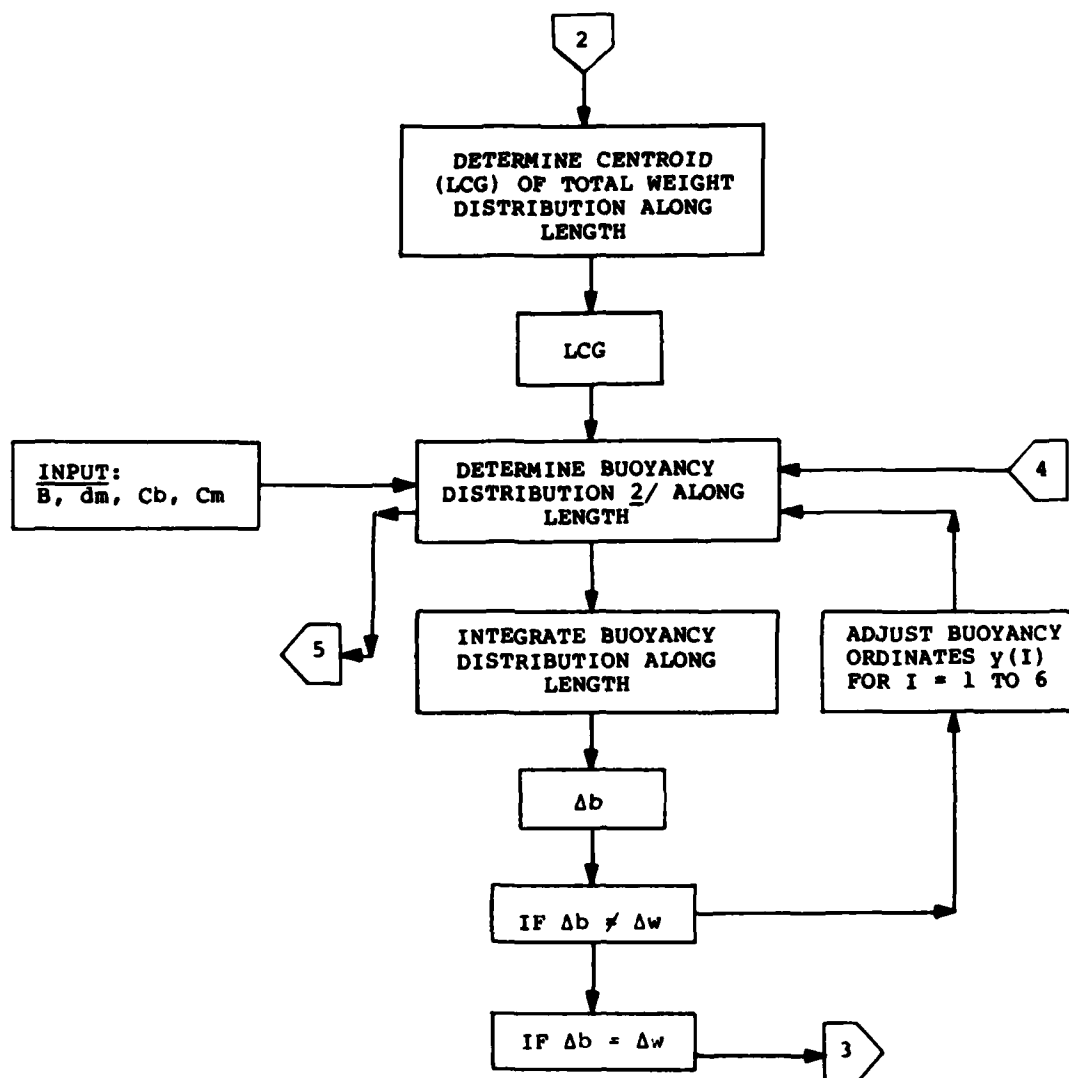 2
DETERMINE CENTROID
(LCG) OF TOTAL WEIGHT
DISTRIBUTION ALONG
LENGTH
LCG
INPUT:
B, dm, Cb, Cm
DETERMINE BUOYANCY
DISTRIBUTION 2/ ALONG
LENGTH
4
5
INTEGRATE BUOYANCY
DISTRIBUTION ALONG
LENGTH
ADJUST BUOYANCY
ORDINATES y(I)
FOR I = 1 TO 6
Δb
IF Δb ≠ Δw
IF Δb = Δw
3